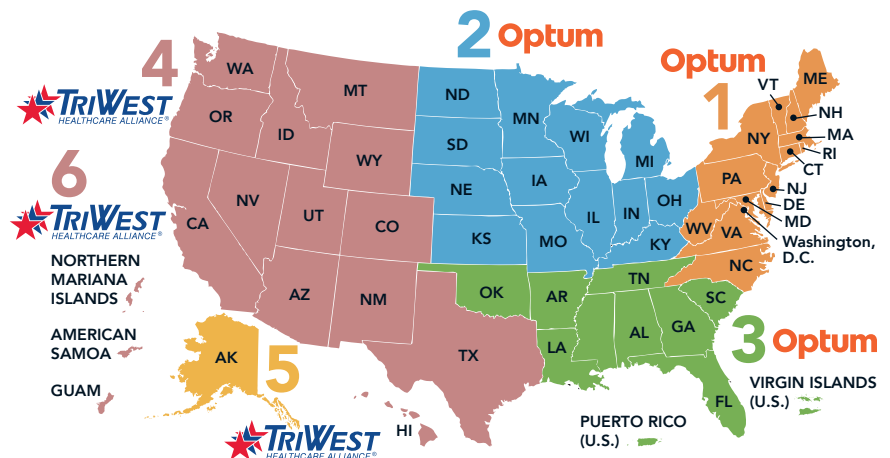 2 Optum
Optum
1
4
TRIWEST
HEALTHCARE ALLIANCE®
6
TRIWEST
HEALTHCARE ALLIANCE®
WA
OR
ID
MT
WY
NV
CA
UT
CO
AZ
NM
TX
ND
SD
NE
KS
MN
IA
MO
WI
IL
IN
MI
OH
KY
ME
VT
NH
MA
RI
CT
NY
PA
NJ
DE
MD
Washington,
D.C.
WV
VA
NC
OK
AR
LA
TN
SC
AL
GA
FL
3 Optum
VIRGIN ISLANDS
(U.S.)
PUERTO RICO
(U.S.)
NORTHERN
MARIANA
ISLANDS
AMERICAN
SAMOA
GUAM
AK
5
TRIWEST
HEALTHCARE ALLIANCE®
HI